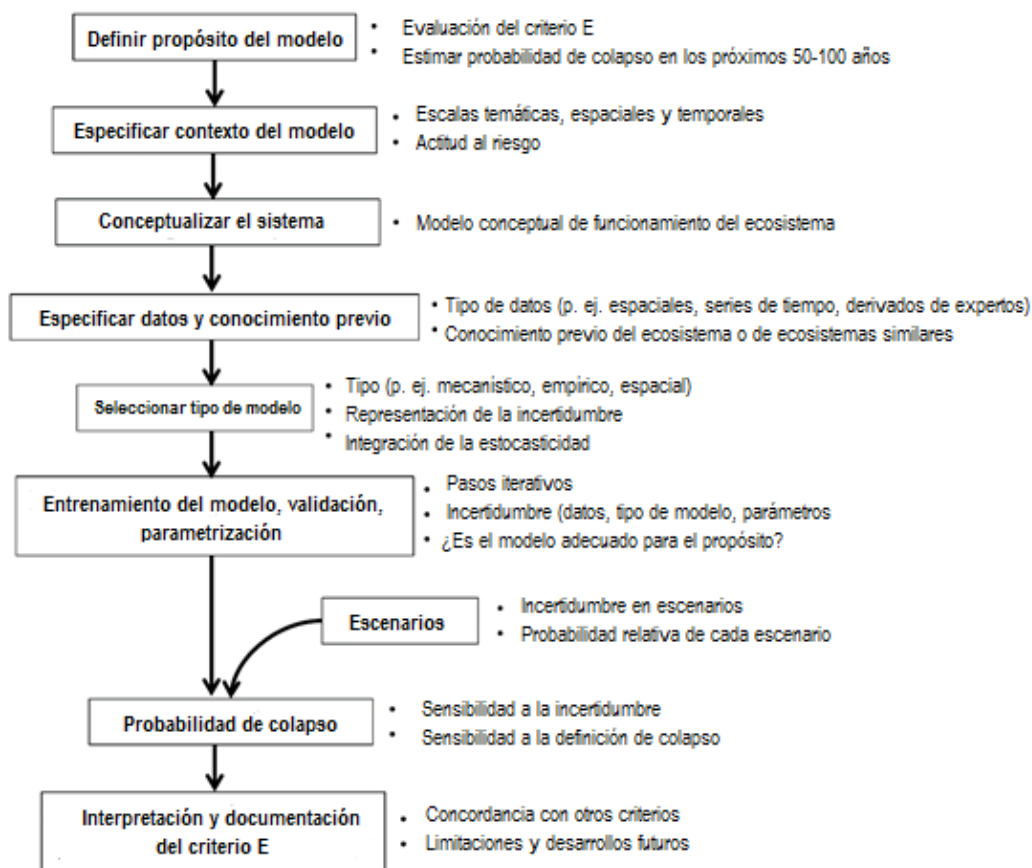 Definir propósito del modelo
• Evaluación del criterio E
• Estimar probabilidad de colapso en los próximos 50-100 años
Especificar contexto del modelo
• Escalas temáticas, espaciales y temporales
• Actitud al riesgo
Conceptualizar el sistema
• Modelo conceptual de funcionamiento del ecosistema
Especificar datos y conocimiento previo
• Tipo de datos (p. ej. espaciales, series de tiempo, derivados de expertos)
• Conocimiento previo del ecosistema o de ecosistemas similares
Seleccionar tipo de modelo
• Tipo (p. ej. mecanístico, empírico, espacial)
• Representación de la incertidumbre
• Integración de la estocasticidad
Entrenamiento del modelo, validación,
parametrización
• Pasos iterativos
• Incertidumbre (datos, tipo de modelo, parámetros
• ¿Es el modelo adecuado para el propósito?
Escenarios
• Incertidumbre en escenarios
• Probabilidad relativa de cada escenario
Probabilidad de colapso
• Sensibilidad a la incertidumbre
• Sensibilidad a la definición de colapso
Interpretación y documentación
del criterio E
• Concordancia con otros criterios
• Limitaciones y desarrollos futuros